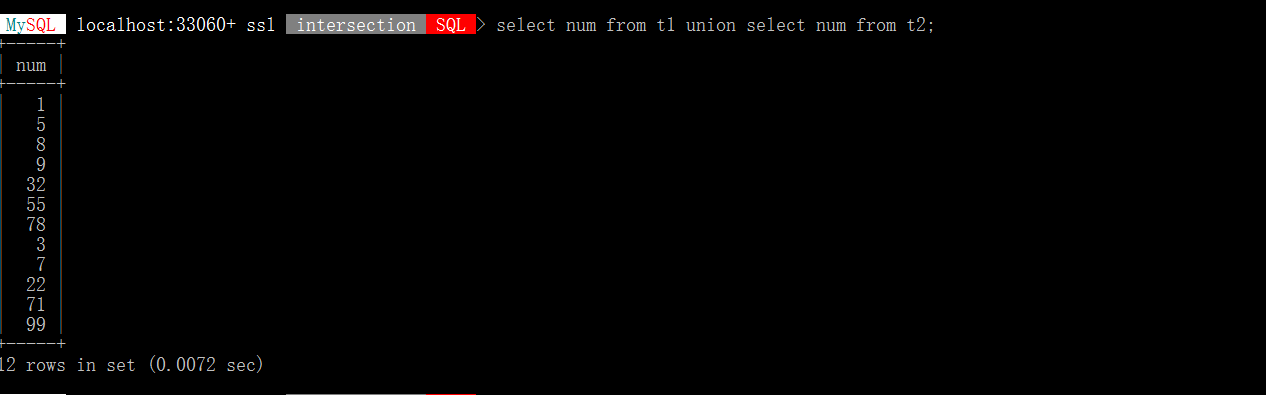 MySQL localhost:33060+ ssl intersection SQL > select num from t1 union select num from t2;
+-----+
| num |
+-----+
| 1 |
| 5 |
| 8 |
| 9 |
| 32 |
| 55 |
| 78 |
| 3 |
| 7 |
| 22 |
| 71 |
| 99 |
+-----+
12 rows in set (0.0072 sec)